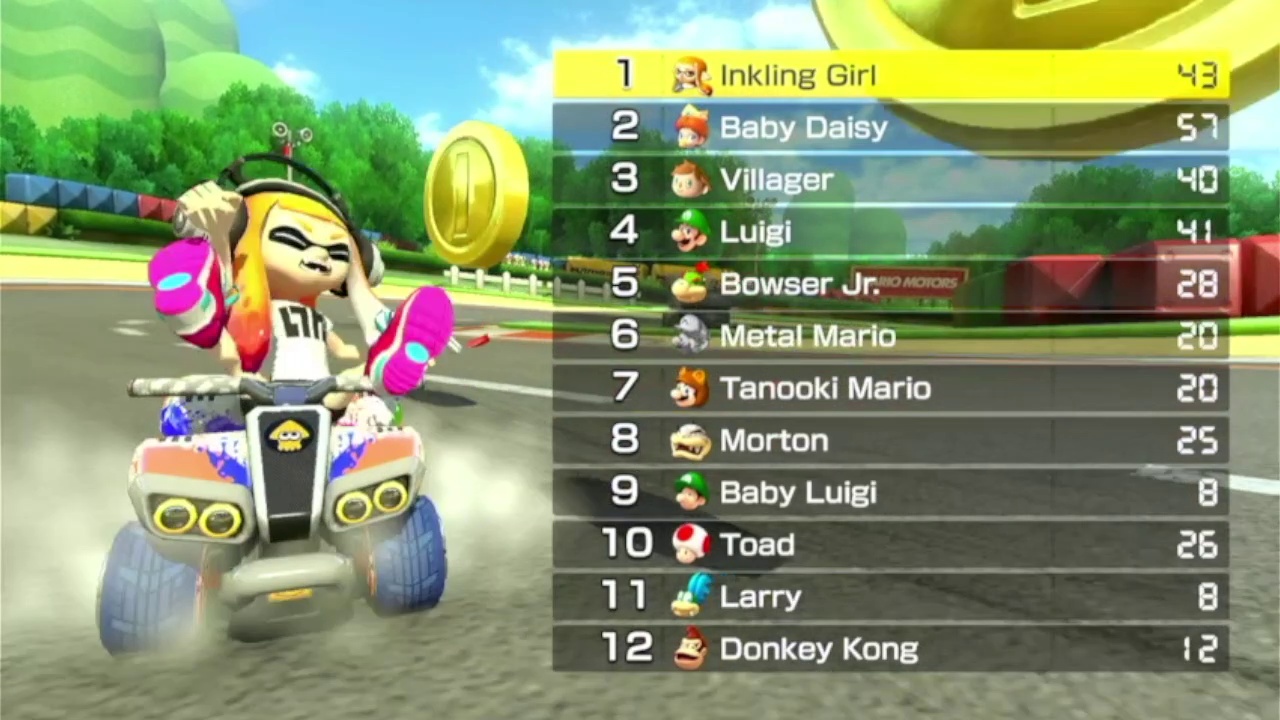 1 Inkling Girl 43
2 Baby Daisy 57
3 Villager 40
4 Luigi 41
5 Bowser Jr. 28
6 Metal Mario 20
7 Tanooki Mario 20
8 Morton 25
9 Baby Luigi 8
10 Toad 26
11 Larry 8
12 Donkey Kong 12
MOTORS